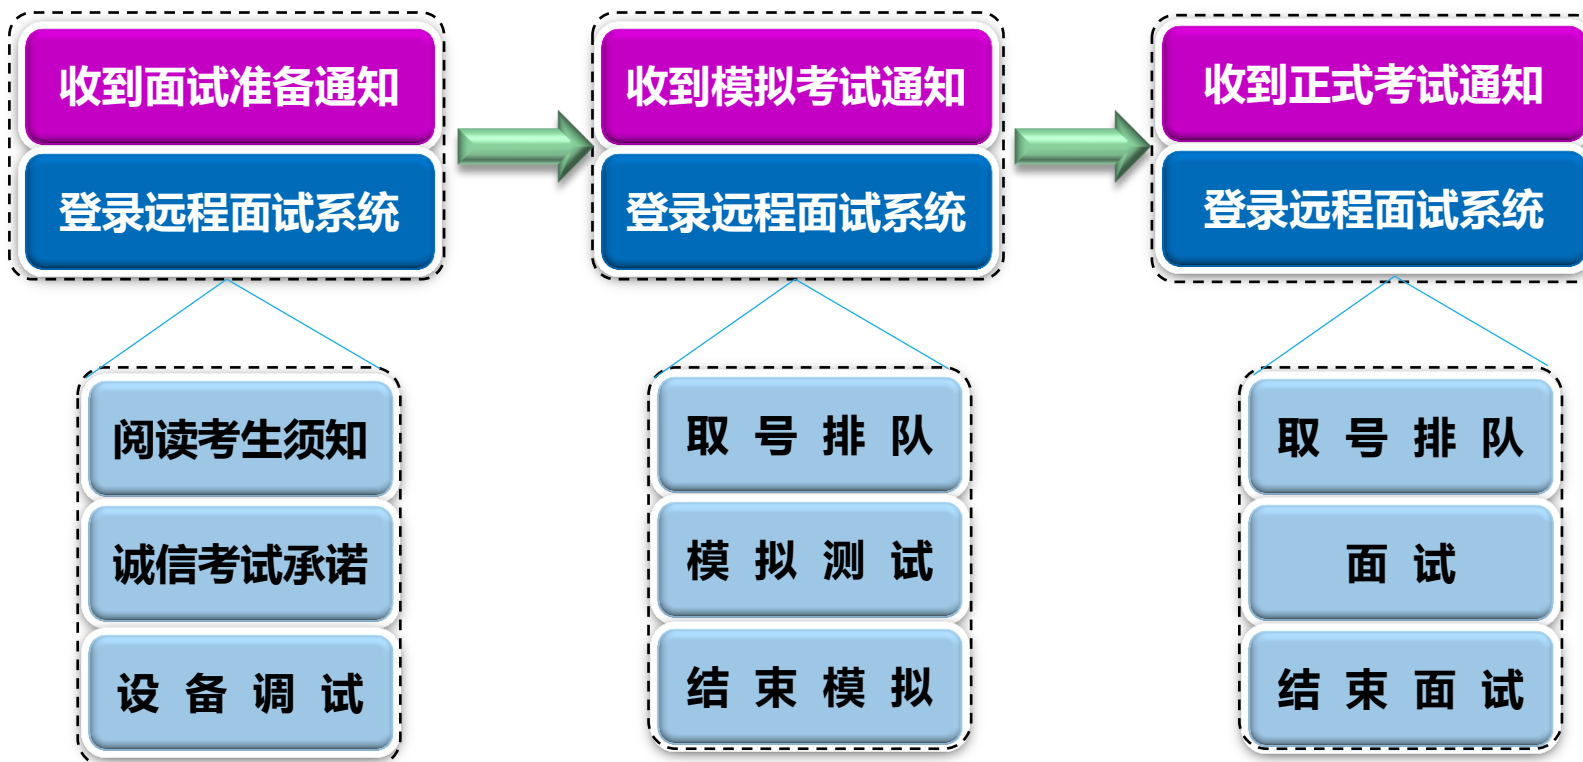 收到面试准备通知
登录远程面试系统
阅读考生须知
诚信考试承诺
设备调试
收到模拟考试通知
登录远程面试系统
取号排队
模拟测试
结束模拟
收到正式考试通知
登录远程面试系统
取号排队
面试
结束面试